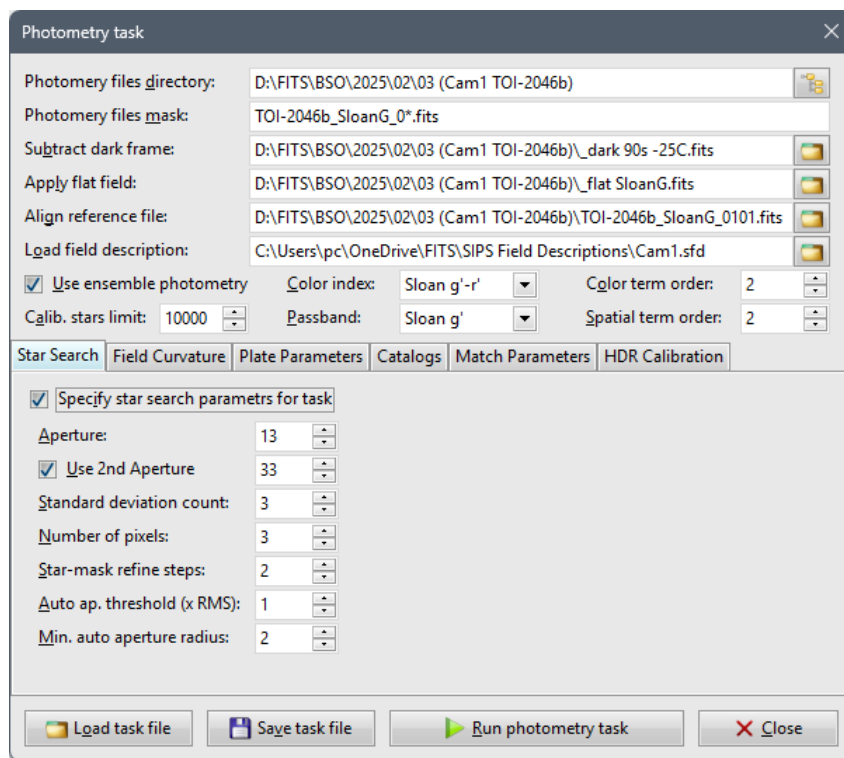 Photometry task
Photomery files directory: D:\FITS\BSO\2025\02\03 (Cam1 TOI-2046b)
Photomery files mask: TOI-2046b_SloanG_0*.fits
Subtract dark frame: D:\FITS\BSO\2025\02\03 (Cam1 TOI-2046b)\_dark 90s -25C.fits
Apply flat field: D:\FITS\BSO\2025\02\03 (Cam1 TOI-2046b)\_flat SloanG.fits
Align reference file: D:\FITS\BSO\2025\02\03 (Cam1 TOI-2046b)\TOI-2046b_SloanG_0101.fits
Load field description: C:\Users\pc\OneDrive\FITS\SIPS Field Descriptions\Cam1.sfd
Use ensemble photometry Color index: Sloan g'-r' Color term order: 2
Calib. stars limit: 10000 Passband: Sloan g' Spatial term order: 2
Star Search Field Curvature Plate Parameters Catalogs Match Parameters HDR Calibration
Specify star search parametrs for task
Aperture: 13
Use 2nd Aperture 33
Standard deviation count: 3
Number of pixels: 3
Star-mask refine steps: 2
Auto ap. threshold (x RMS): 1
Min. auto aperture radius: 2
Load task file Save task file Run photometry task Close